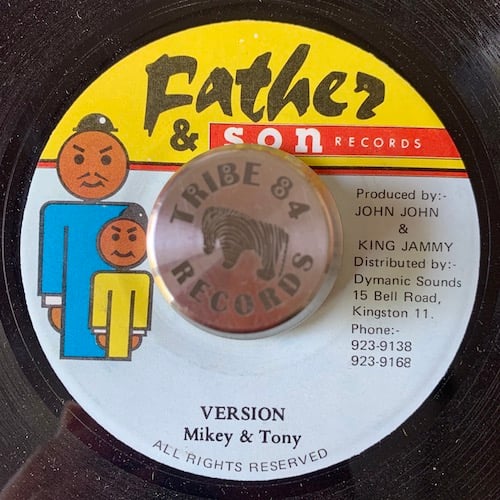 Father
& son RECORDS
TRIBE 84
RECORDS
Produced by:-
JOHN JOHN
&
KING JAMMY
Distributed by:-
Dymanic Sounds
15 Bell Road,
Kingston 11.
Phone:-
923-9138
923-9168
VERSION
Mikey & Tony
ALL RIGHTS RESERVED